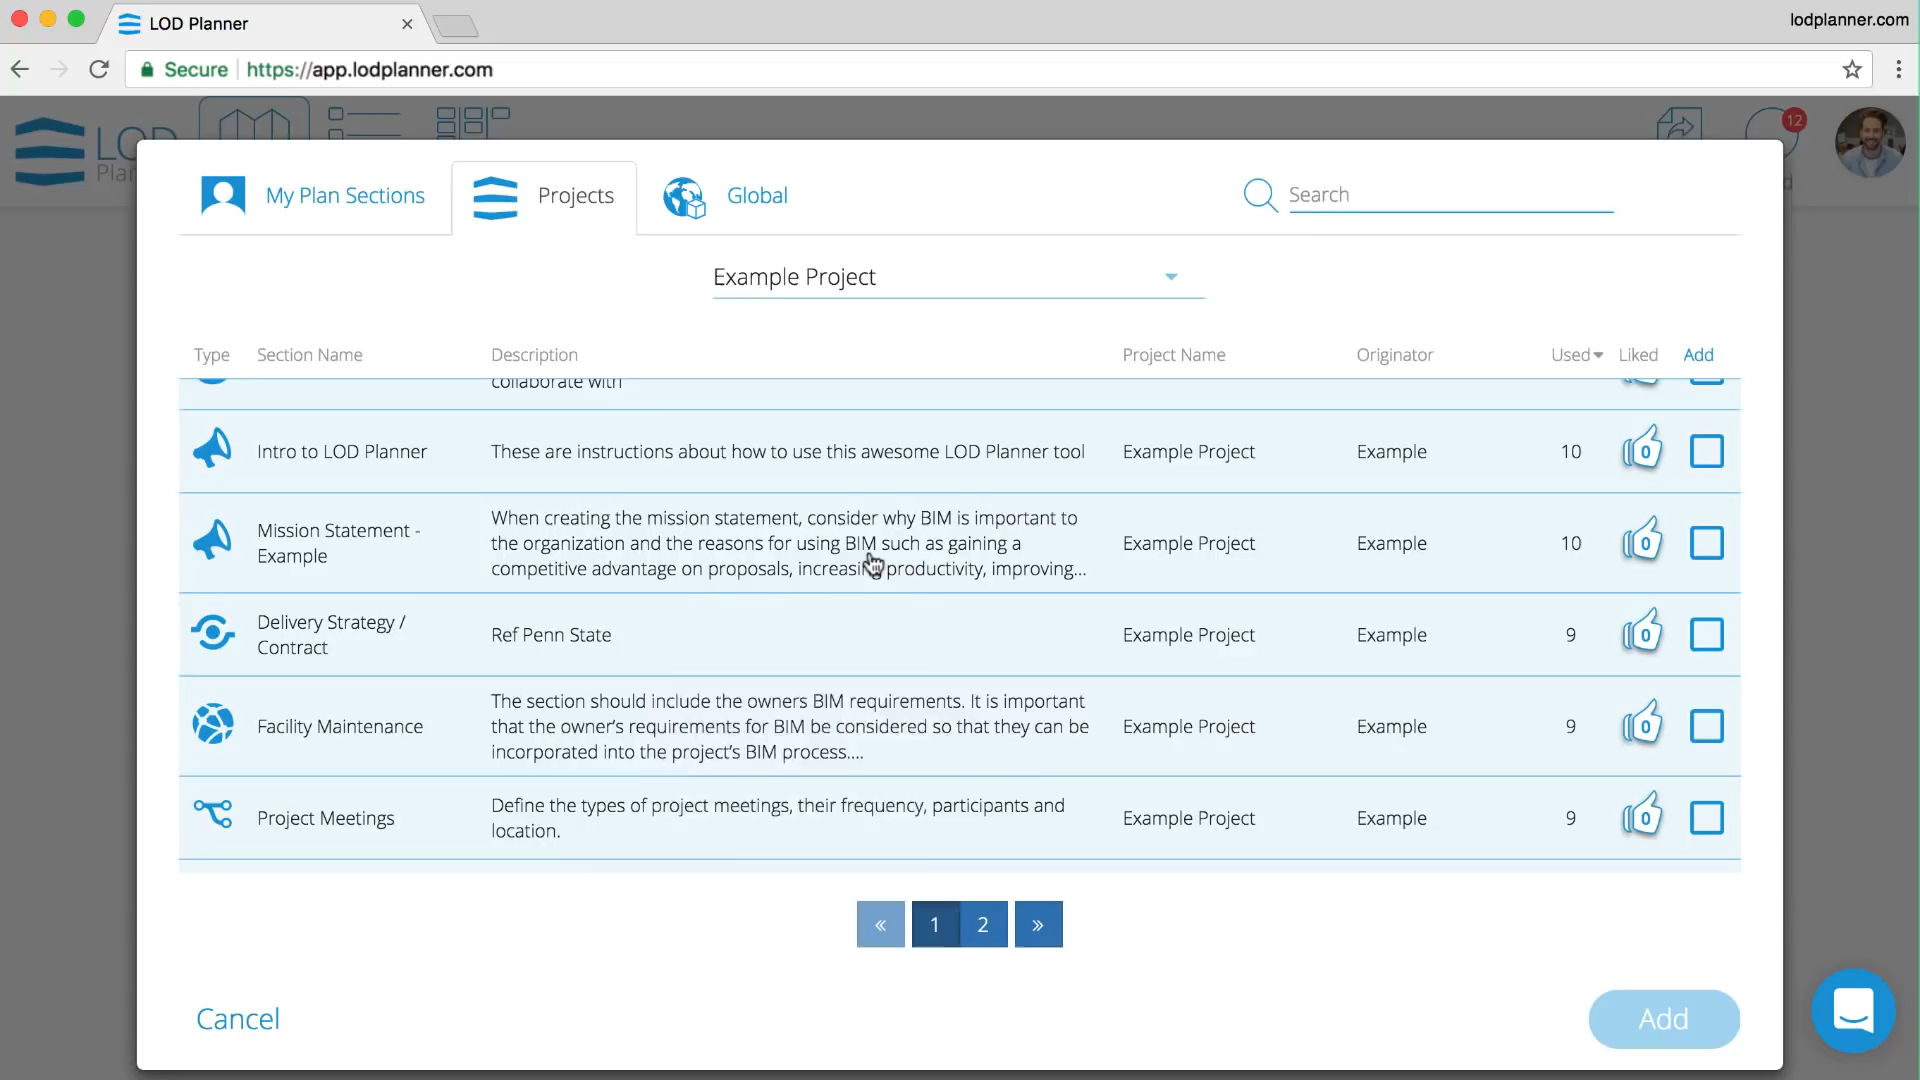 LOD Planner
lodplanner.com
Secure
https://app.lodplanner.com
12
My Plan Sections
Projects
Global
Search
Example Project
Type Section Name Description Project Name Originator Used Liked Add
collaborate with
Intro to LOD Planner
These are instructions about how to use this awesome LOD Planner tool
Example Project Example 10 0
Mission Statement -
Example
When creating the mission statement, consider why BIM is important to
the organization and the reasons for using BIM such as gaining a
competitive advantage on proposals, increasing productivity, improving...
Example Project Example 10 0
Delivery Strategy /
Contract
Ref Penn State
Example Project Example 9 0
Facility Maintenance
The section should include the owners BIM requirements. It is important
that the owner's requirements for BIM be considered so that they can be
incorporated into the project's BIM process....
Example Project Example 9 0
Project Meetings
Define the types of project meetings, their frequency, participants and
location.
Example Project Example 9 0
« 1 2 »
Cancel
Add